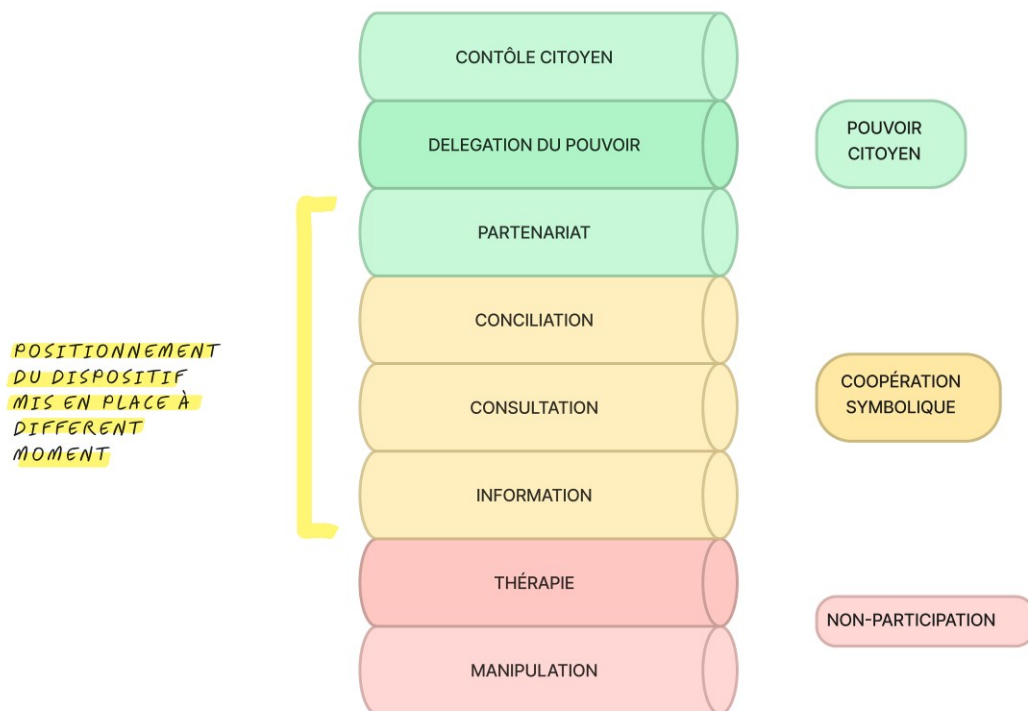 CONTÔLE CITOYEN
DELEGATION DU POUVOIR
PARTENARIAT
CONCILIATION
CONSULTATION
INFORMATION
THÉRAPIE
MANIPULATION
POUVOIR
CITOYEN
COOPÉRATION
SYMBOLIQUE
NON-PARTICIPATION
POSITIONNEMENT
DU DISPOSITIF
MIS EN PLACE À
DIFFERENT
MOMENT